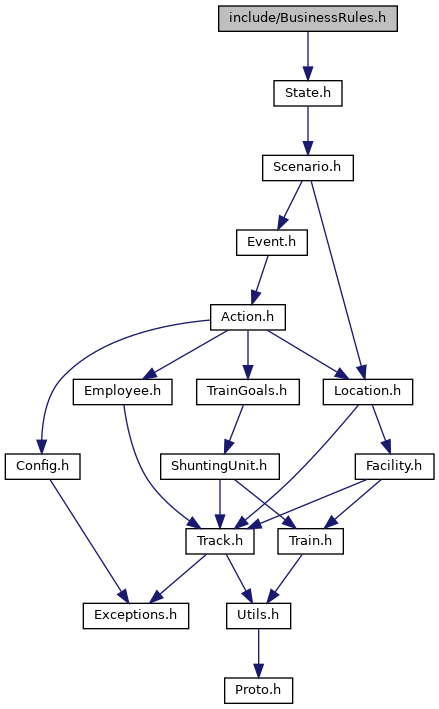 include/BusinessRules.h
State.h
Scenario.h
Event.h
Action.h
Employee.h
TrainGoals.h
Location.h
Config.h
ShuntingUnit.h
Facility.h
Track.h
Train.h
Exceptions.h
Utils.h
Proto.h